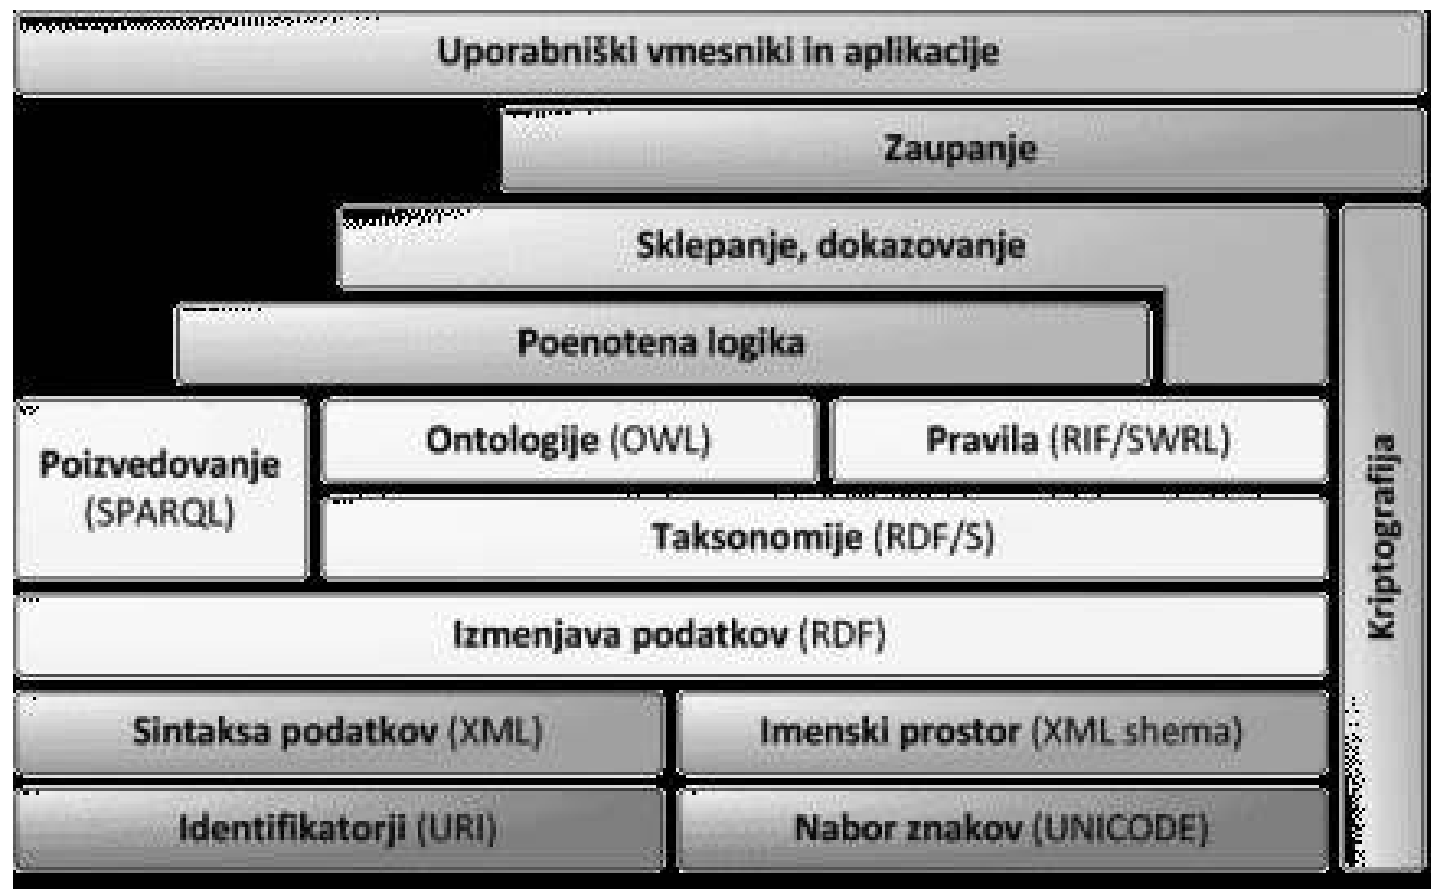 Uporabniški vmesniki in aplikacije
Zaupanje
Sklepanje, dokazovanje
Poenotena logika
Poizvedovanje
(SPARQL)
Ontologije (OWL)
Pravila (RIF/SWRL)
Taksonomije (RDF/S)
Izmenjava podatkov (RDF)
Sintaksa podatkov (XML)
Imenski prostor (XML shema)
Identifikatorji (URI)
Nabor znakov (UNICODE)
Kriptografija